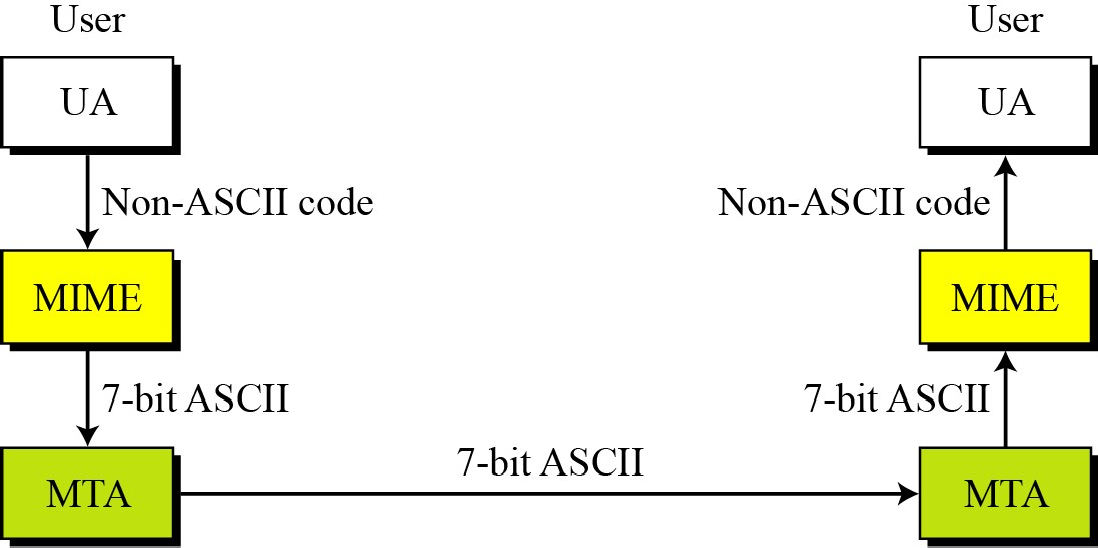 User
User
UA
UA
Non-ASCII code
Non-ASCII code
MIME
MIME
7-bit ASCII
7-bit ASCII
7-bit ASCII
MTA
MTA